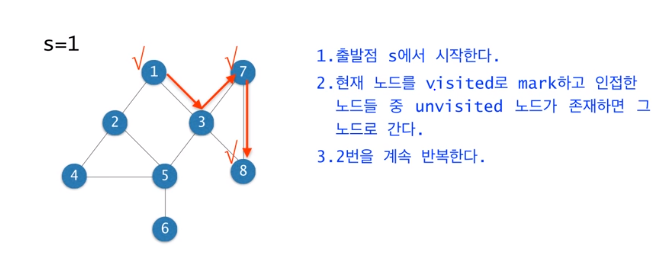 s=1
1
7
2
3
4
5
8
6
1.출발점 s에서 시작한다.
2.현재 노드를 visited로 mark하고 인접한
노드들 중 unvisited 노드가 존재하면 그
노드로 간다.
3.2번을 계속 반복한다.